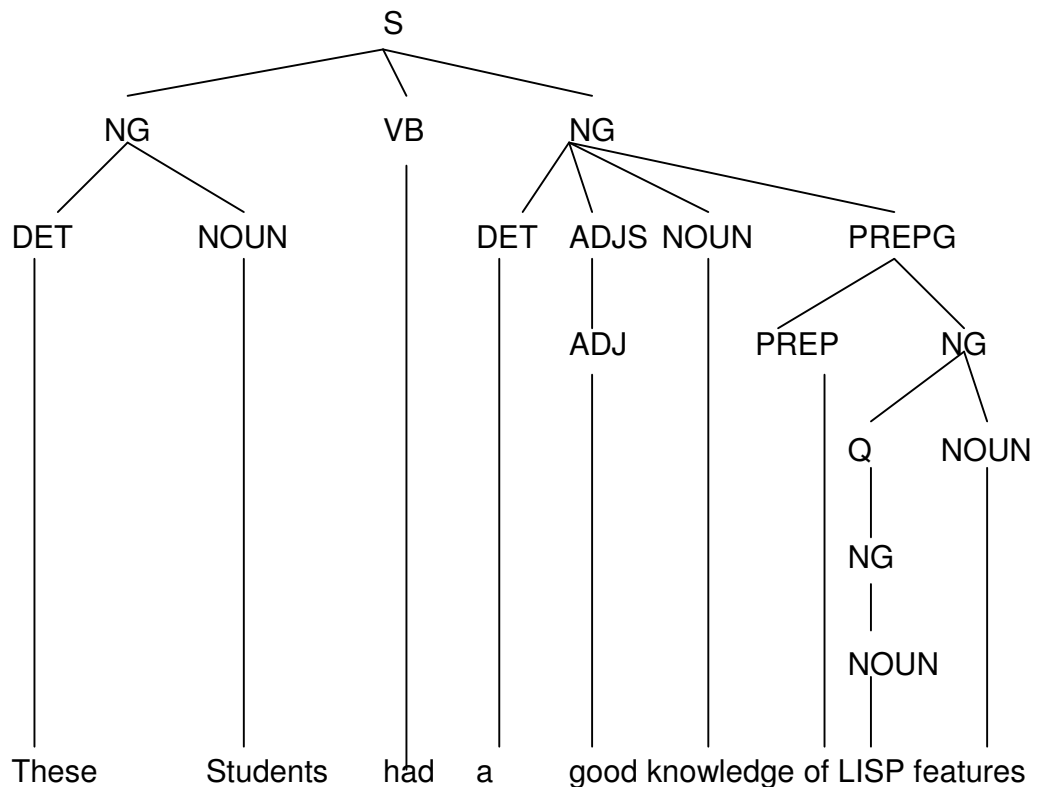 S
NG VB NG
DET NOUN DET ADJS NOUN PREPG
ADJ PREP NG
Q NOUN
NG
NOUN
These Students had a good knowledge of LISP features